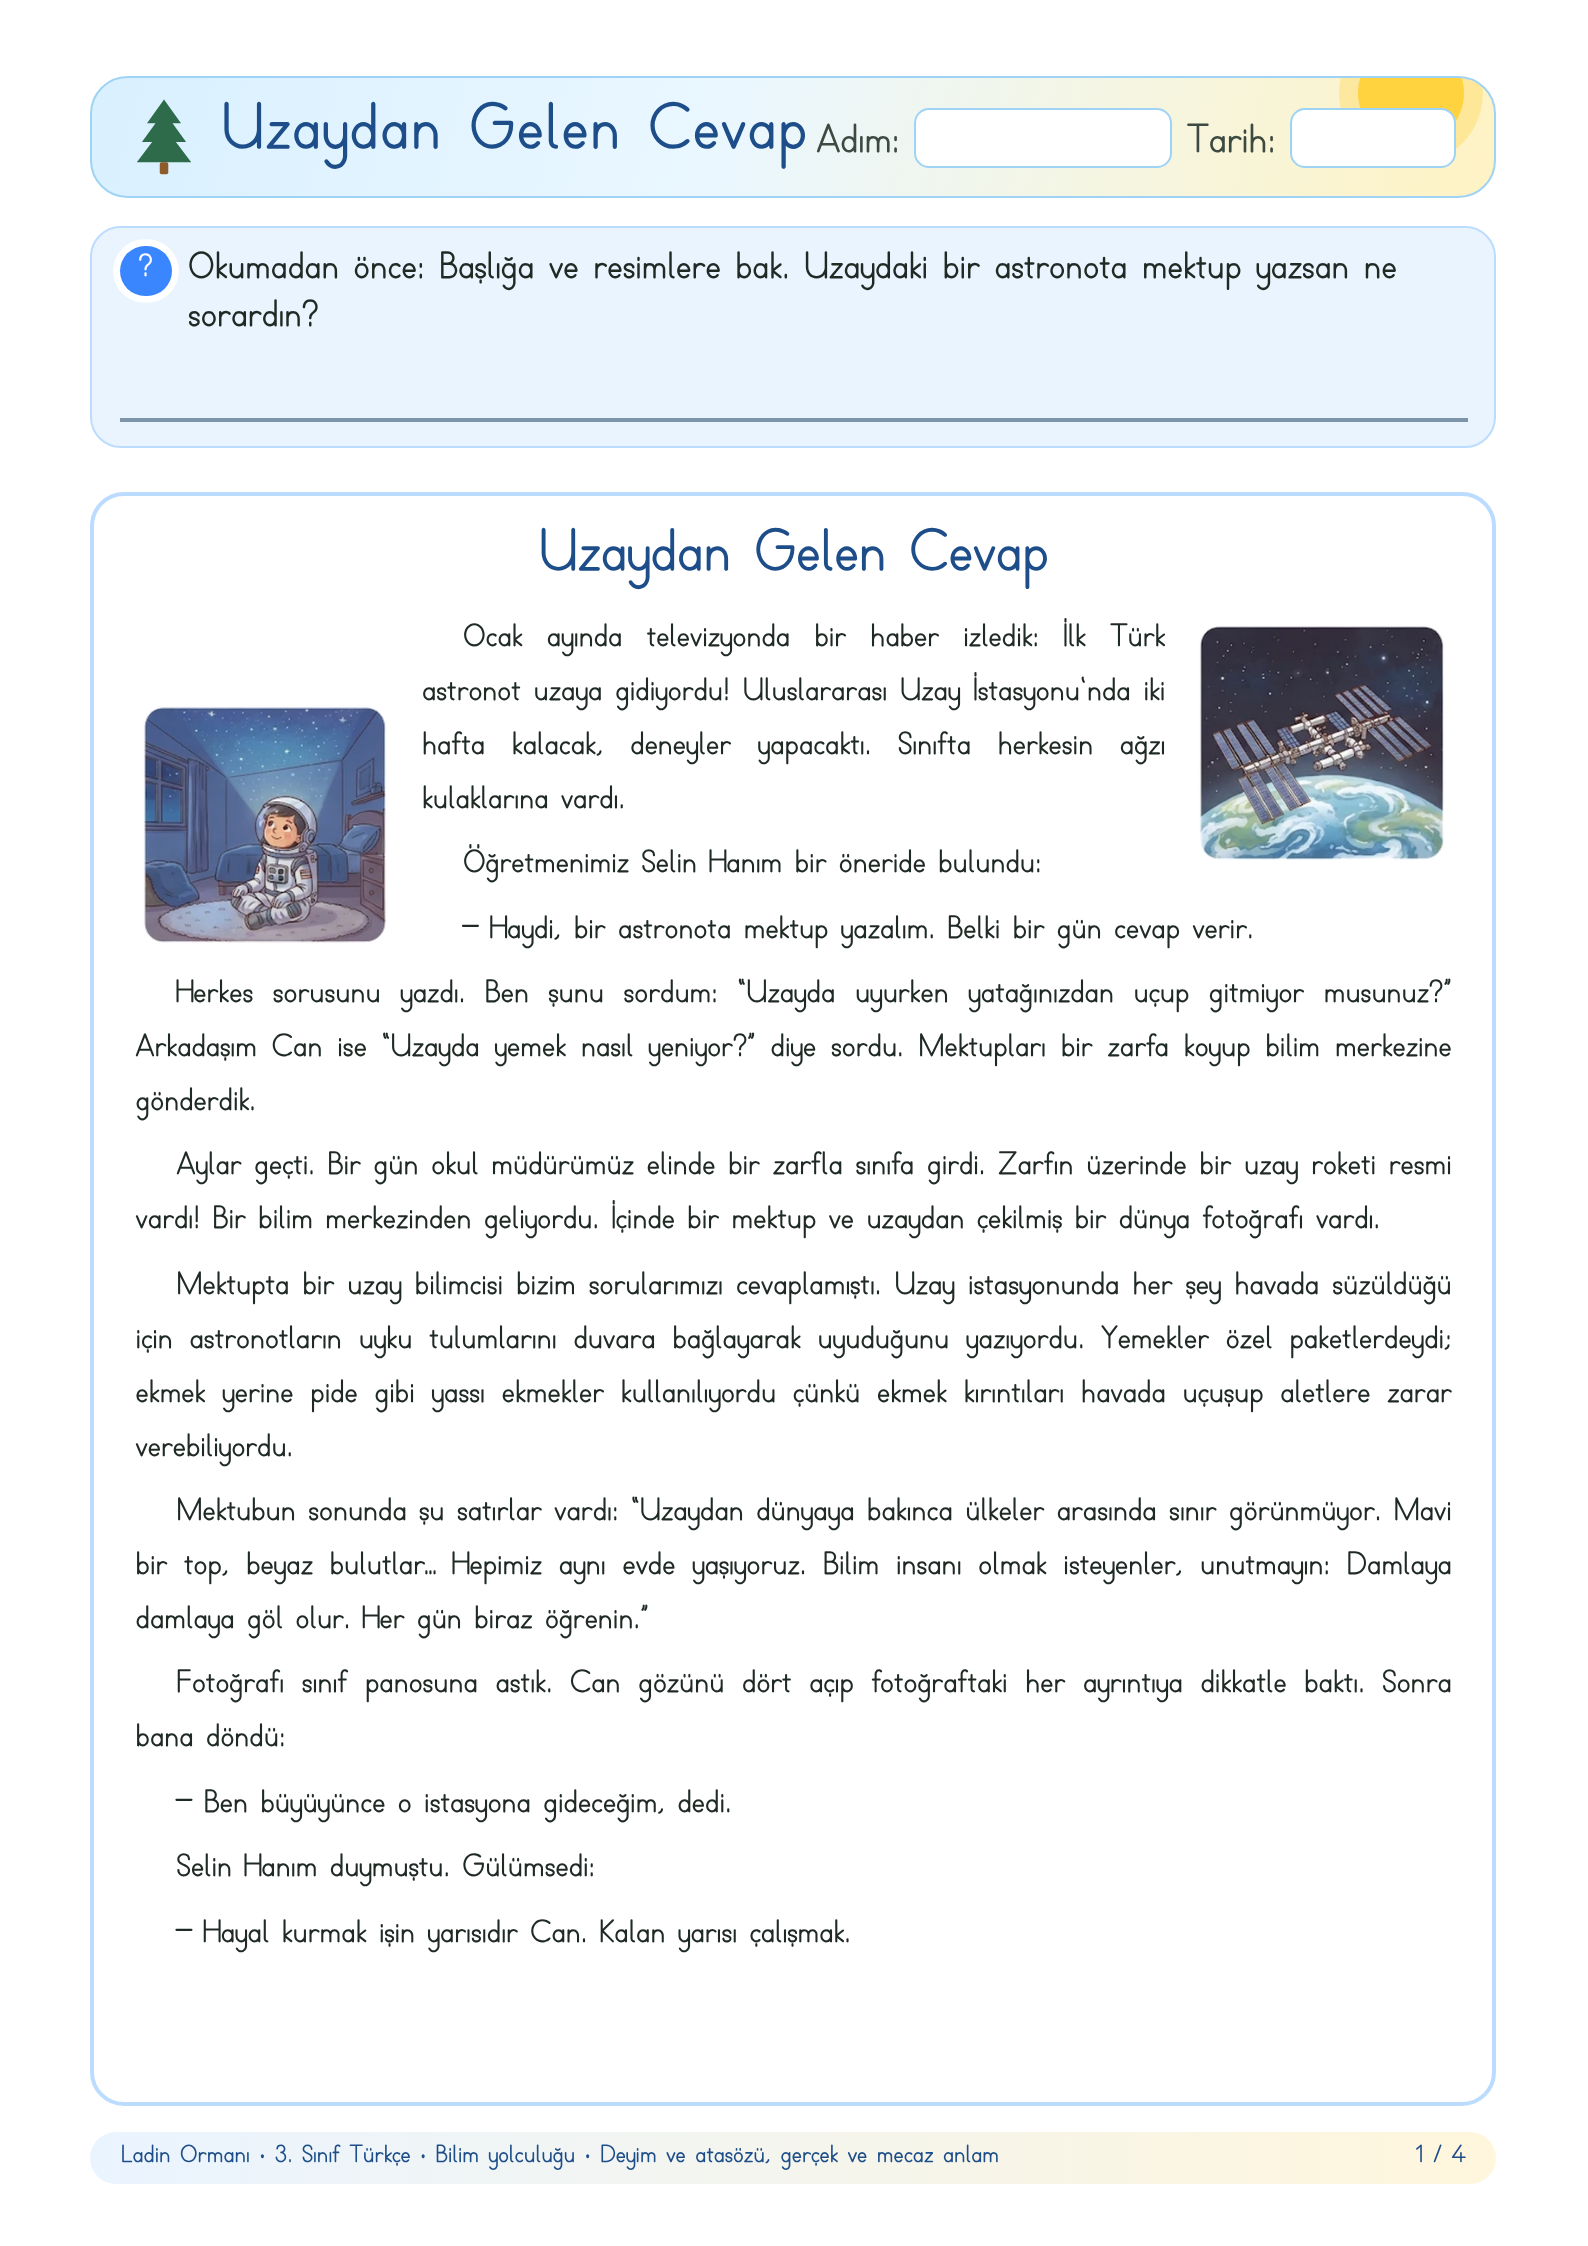 Uzaydan Gelen Cevap
Adım:
Tarih:
?
Okumadan önce: Başlığa ve resimlere bak. Uzaydaki bir astronota mektup yazsan ne
sorardın?
Uzaydan Gelen Cevap
Ocak ayında televizyonda bir haber izledik: İlk Türk
astronot uzaya gidiyordu! Uluslararası Uzay İstasyonu‘nda iki
hafta kalacak, deneyler yapacaktı. Sınıfta herkesin ağzı
kulaklarına vardı.
Öğretmenimiz Selin Hanım bir öneride bulundu:
– Haydi, bir astronota mektup yazalım. Belki bir gün cevap verir.
Herkes sorusunu yazdı. Ben şunu sordum: “Uzayda uyurken yatağınızdan uçup gitmiyor musunuz?”
Arkadaşım Can ise “Uzayda yemek nasıl yeniyor?” diye sordu. Mektupları bir zarfa koyup bilim merkezine
gönderdik.
Aylar geçti. Bir gün okul müdürümüz elinde bir zarfla sınıfa girdi. Zarfın üzerinde bir uzay roketi resmi
vardı! Bir bilim merkezinden geliyordu. İçinde bir mektup ve uzaydan çekilmiş bir dünya fotoğrafı vardı.
Mektupta bir uzay bilimcisi bizim sorularımızı cevaplamıştı. Uzay istasyonunda her şey havada süzüldüğü
için astronotların uyku tulumlarını duvara bağlayarak uyuduğunu yazıyordu. Yemekler özel paketlerdeydi;
ekmek yerine pide gibi yassı ekmekler kullanılıyordu çünkü ekmek kırıntıları havada uçuşup aletlere zarar
verebiliyordu.
Mektubun sonunda şu satırlar vardı: “Uzaydan dünyaya bakınca ülkeler arasında sınır görünmüyor. Mavi
bir top, beyaz bulutlar... Hepimiz aynı evde yaşıyoruz. Bilim insanı olmak isteyenler, unutmayın: Damlaya
damlaya göl olur. Her gün biraz öğrenin.”
Fotoğrafı sınıf panosuna astık. Can gözünü dört açıp fotoğraftaki her ayrıntıya dikkatle baktı. Sonra
bana döndü:
– Ben büyüyünce o istasyona gideceğim, dedi.
Selin Hanım duymuştu. Gülümsedi:
– Hayal kurmak işin yarısıdır Can. Kalan yarısı çalışmak.
Ladin Ormanı • 3. Sınıf Türkçe • Bilim yolculuğu • Deyim ve atasözü, gerçek ve mecaz anlam
1 / 4